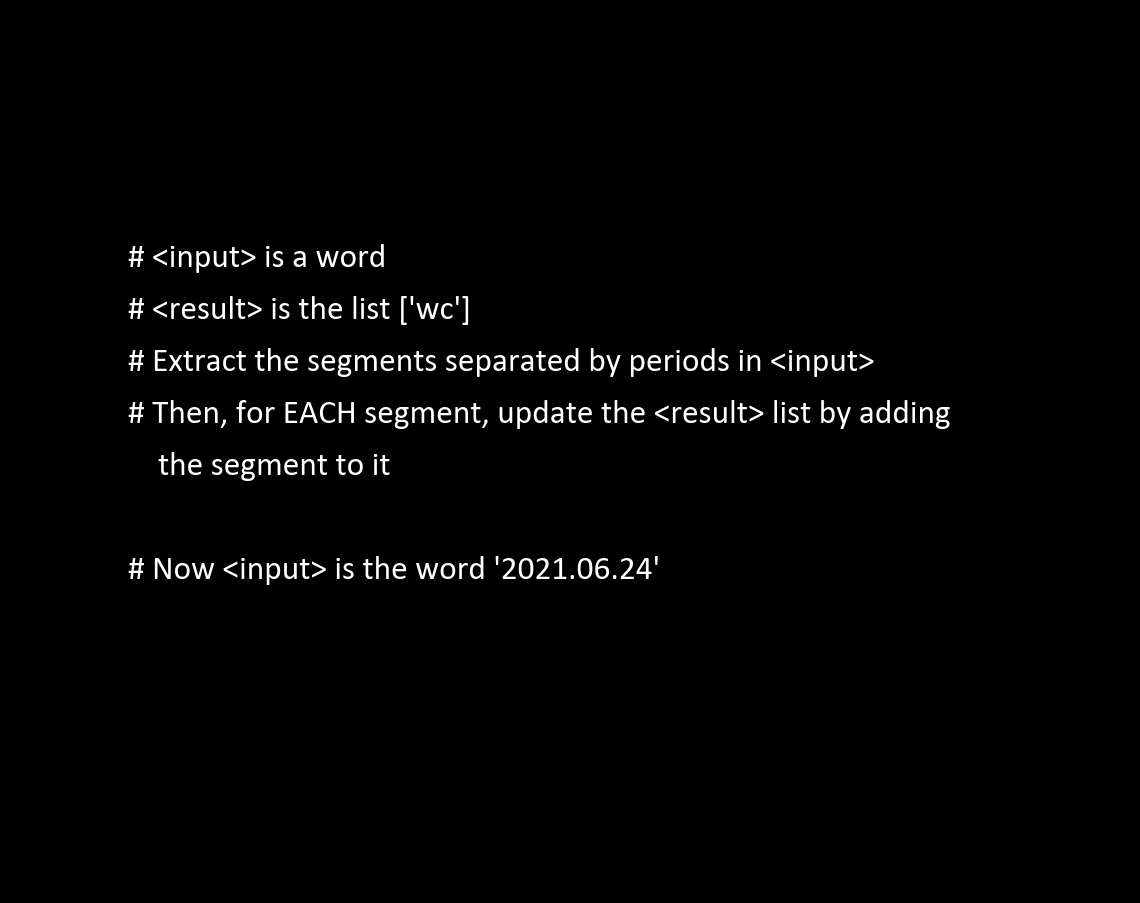 # <input> is a word
# <result> is the list ['wc']
# Extract the segments separated by periods in <input>
# Then, for EACH segment, update the <result> list by adding
the segment to it
# Now <input> is the word '2021.06.24'